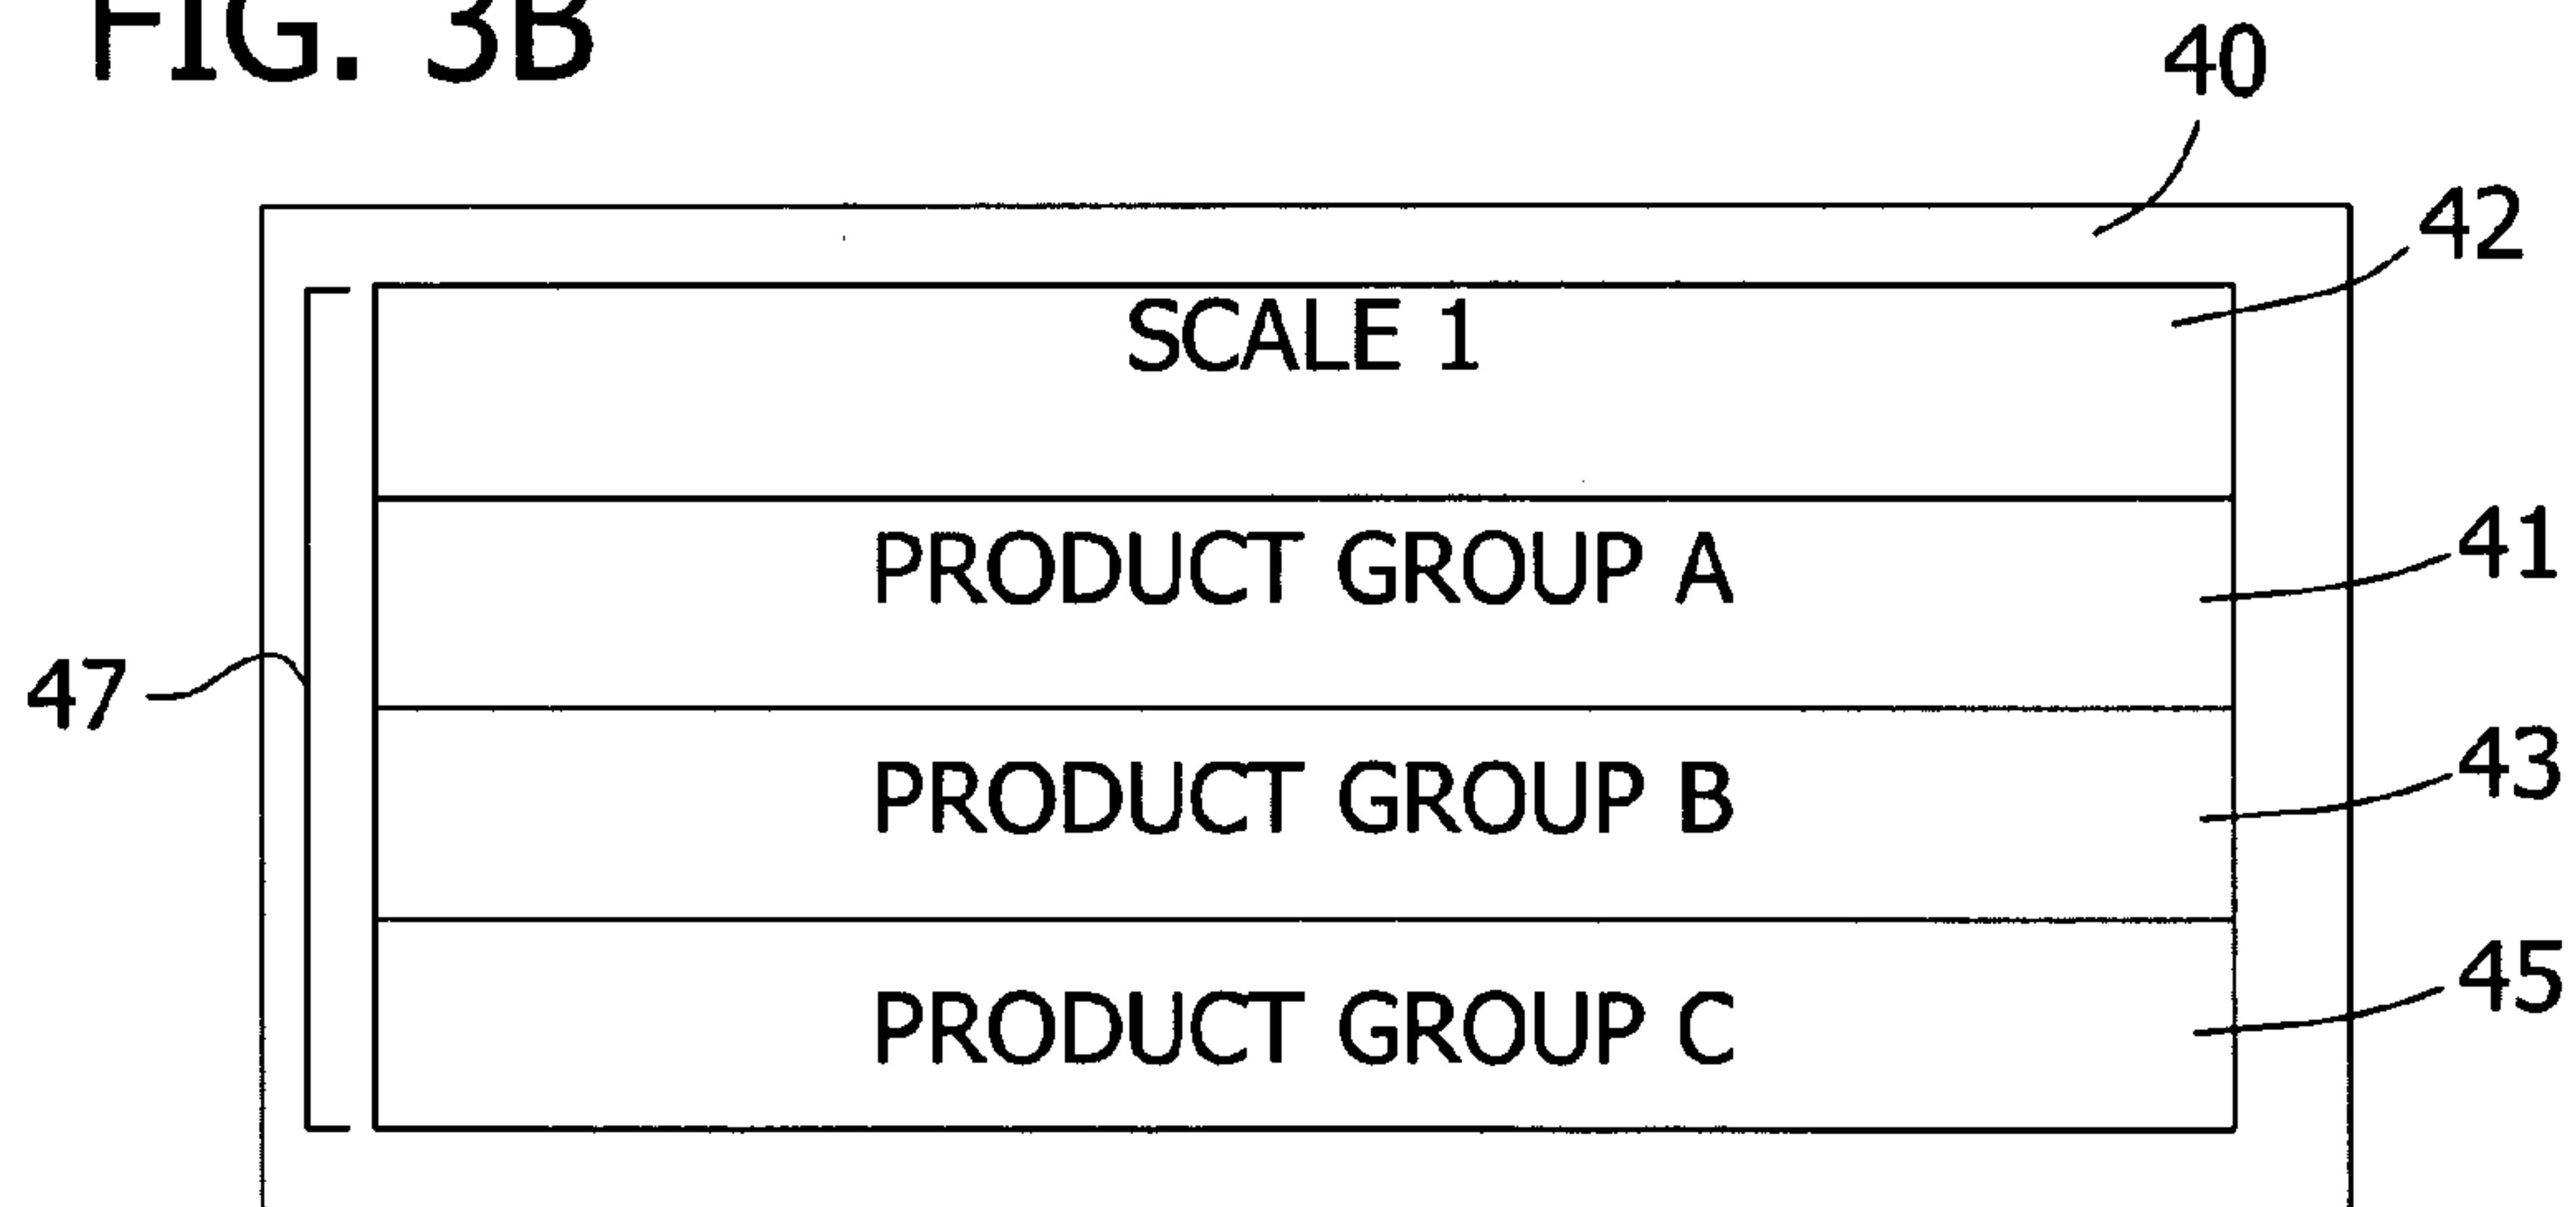 FIG. 3B
40
42
SCALE 1
41
PRODUCT GROUP A
47
43
PRODUCT GROUP B
45
PRODUCT GROUP C